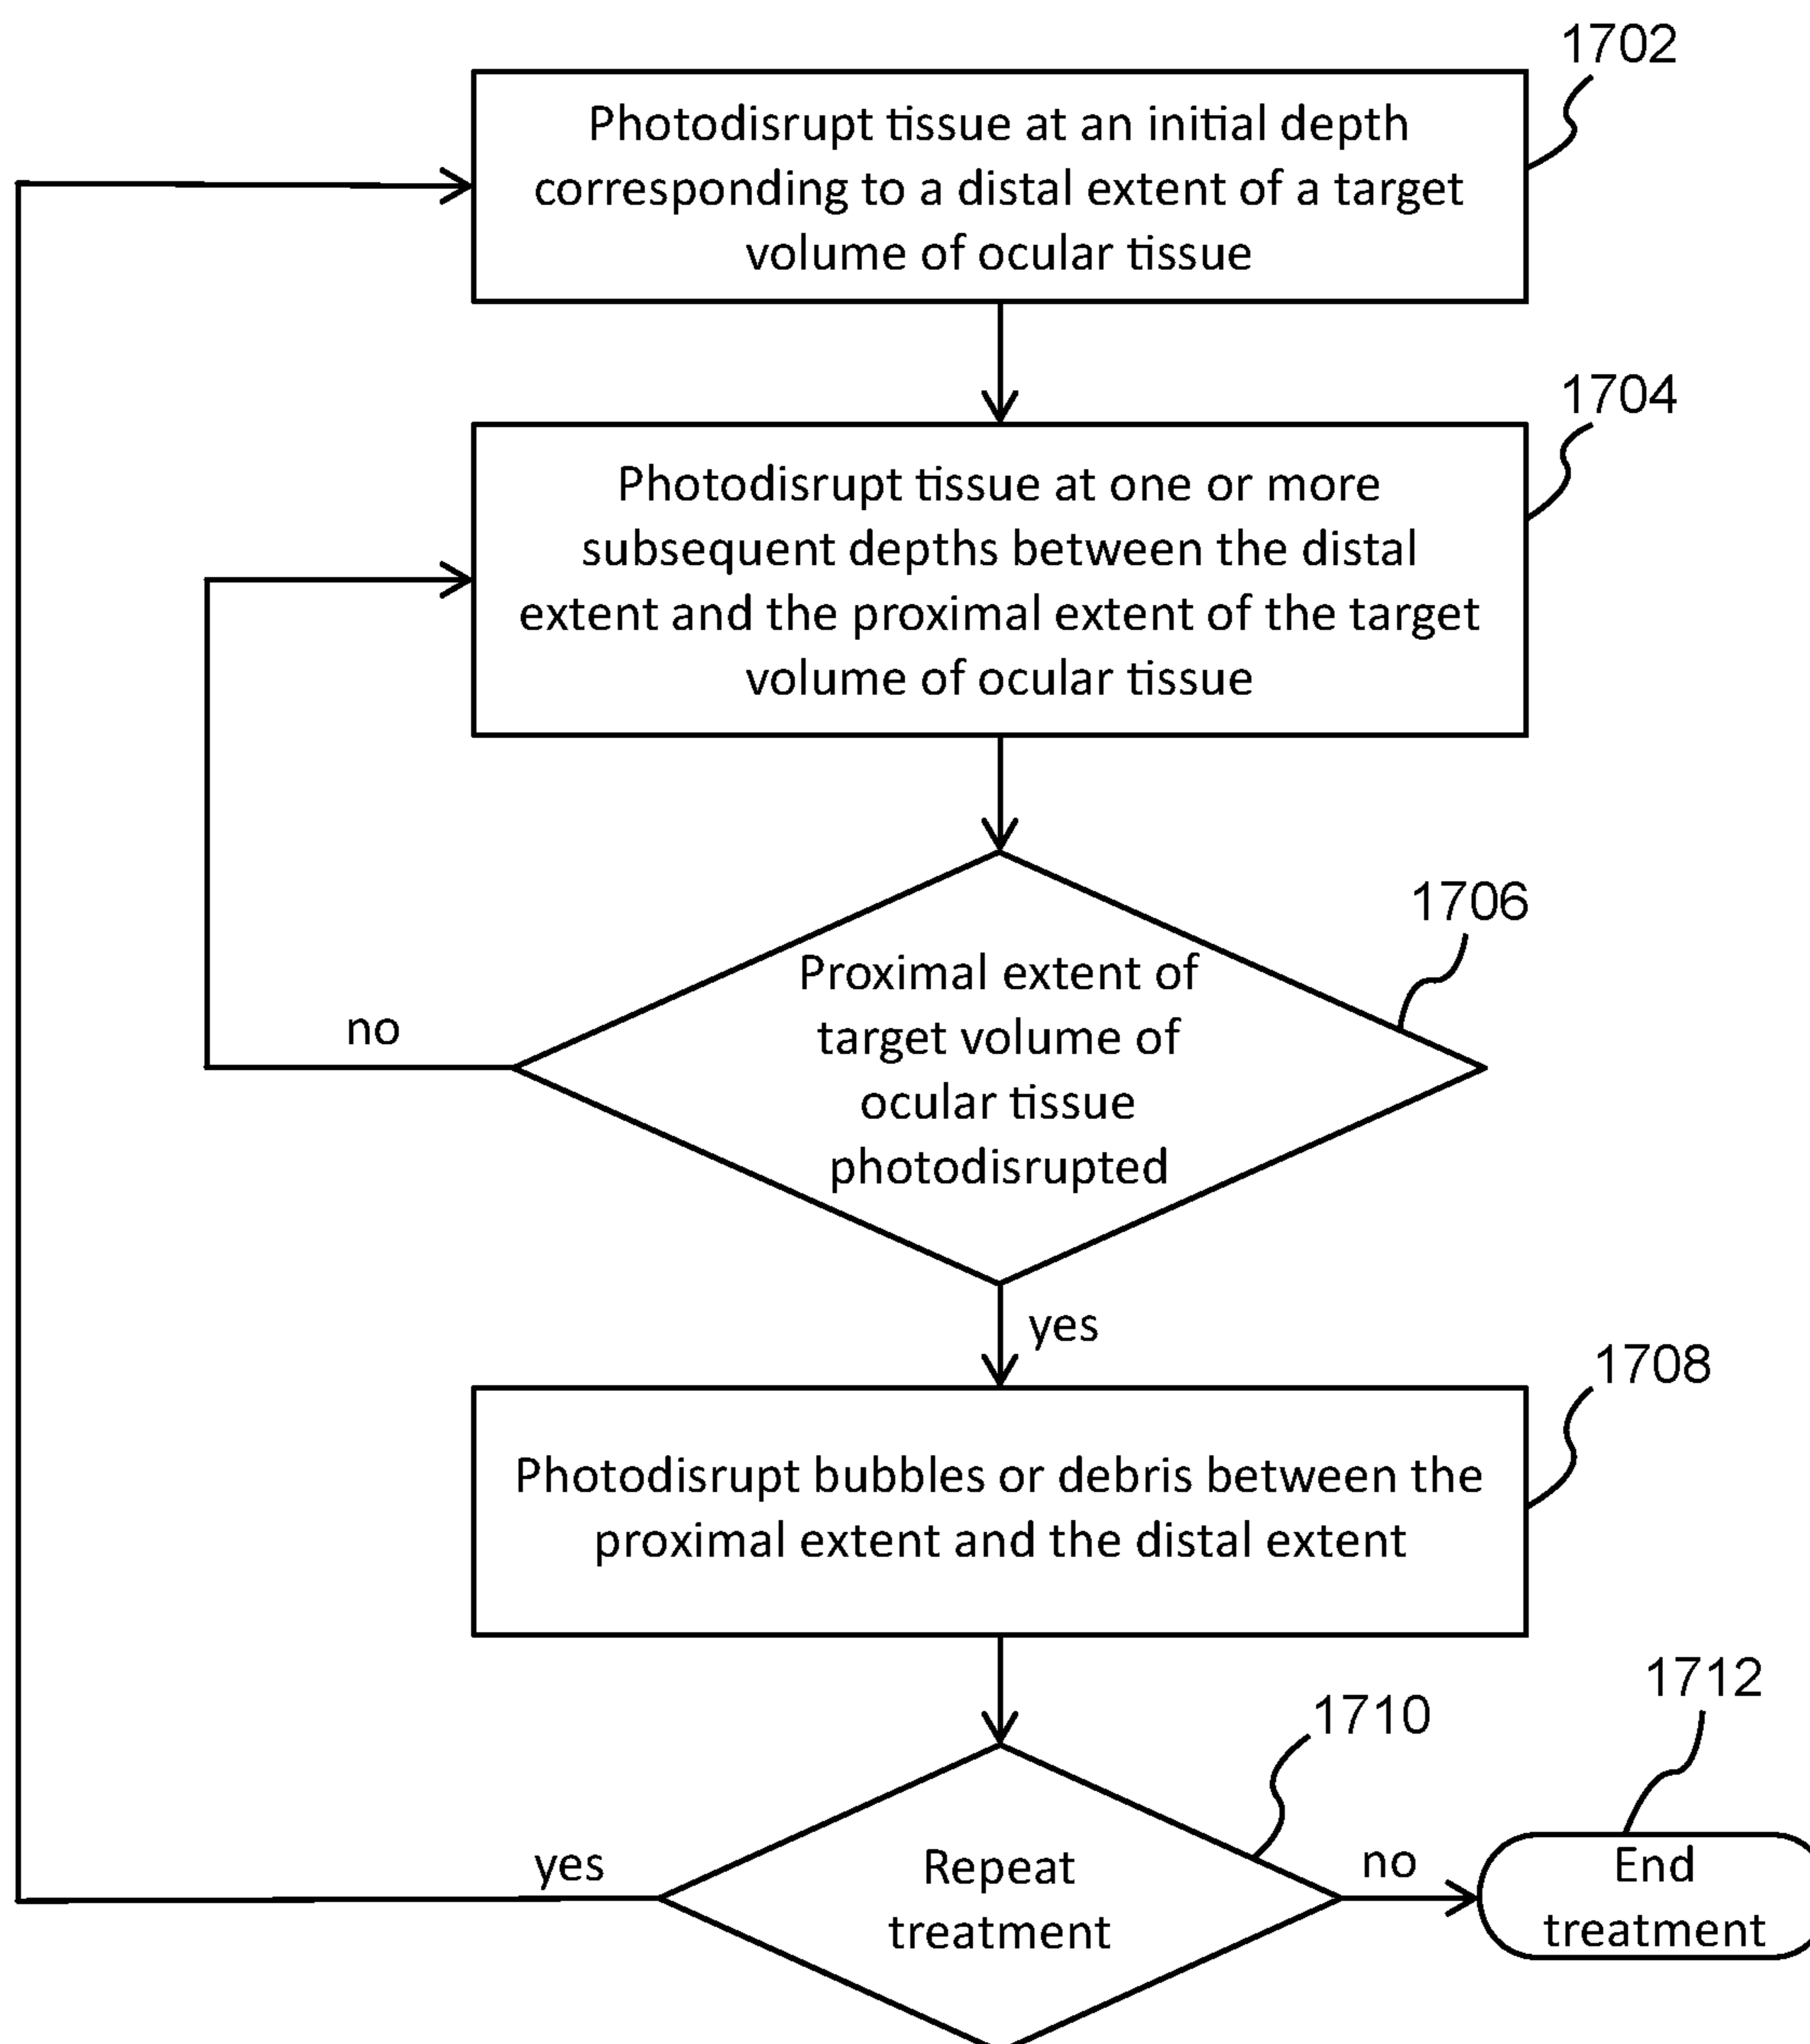 1702
Photodisrupt tissue at an initial depth
corresponding to a distal extent of a target
volume of ocular tissue
1704
Photodisrupt tissue at one or more
subsequent depths between the distal
extent and the proximal extent of the target
volume of ocular tissue
1706
Proximal extent of
target volume of
ocular tissue
photodisrupted
no
yes
1708
Photodisrupt bubbles or debris between the
proximal extent and the distal extent
1710
1712
Repeat
treatment
yes
no
End
treatment